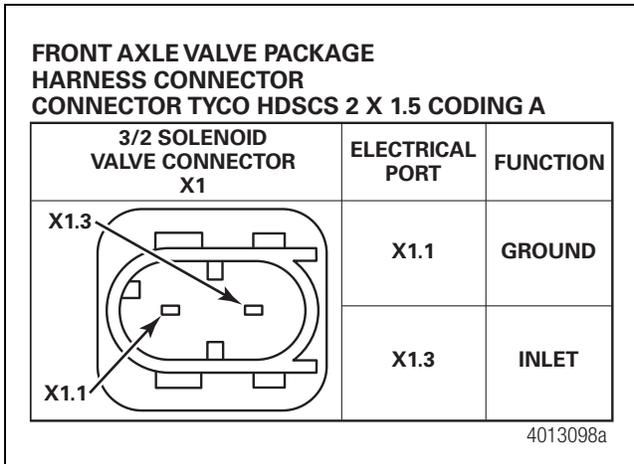 FRONT AXLE VALVE PACKAGE
HARNESS CONNECTOR
CONNECTOR TYCO HDSCS 2 X 1.5 CODING A
3/2 SOLENOID
VALVE CONNECTOR
X1
ELECTRICAL
PORT
FUNCTION
X1.3
X1.1
X1.1
GROUND
X1.3
INLET
4013098a